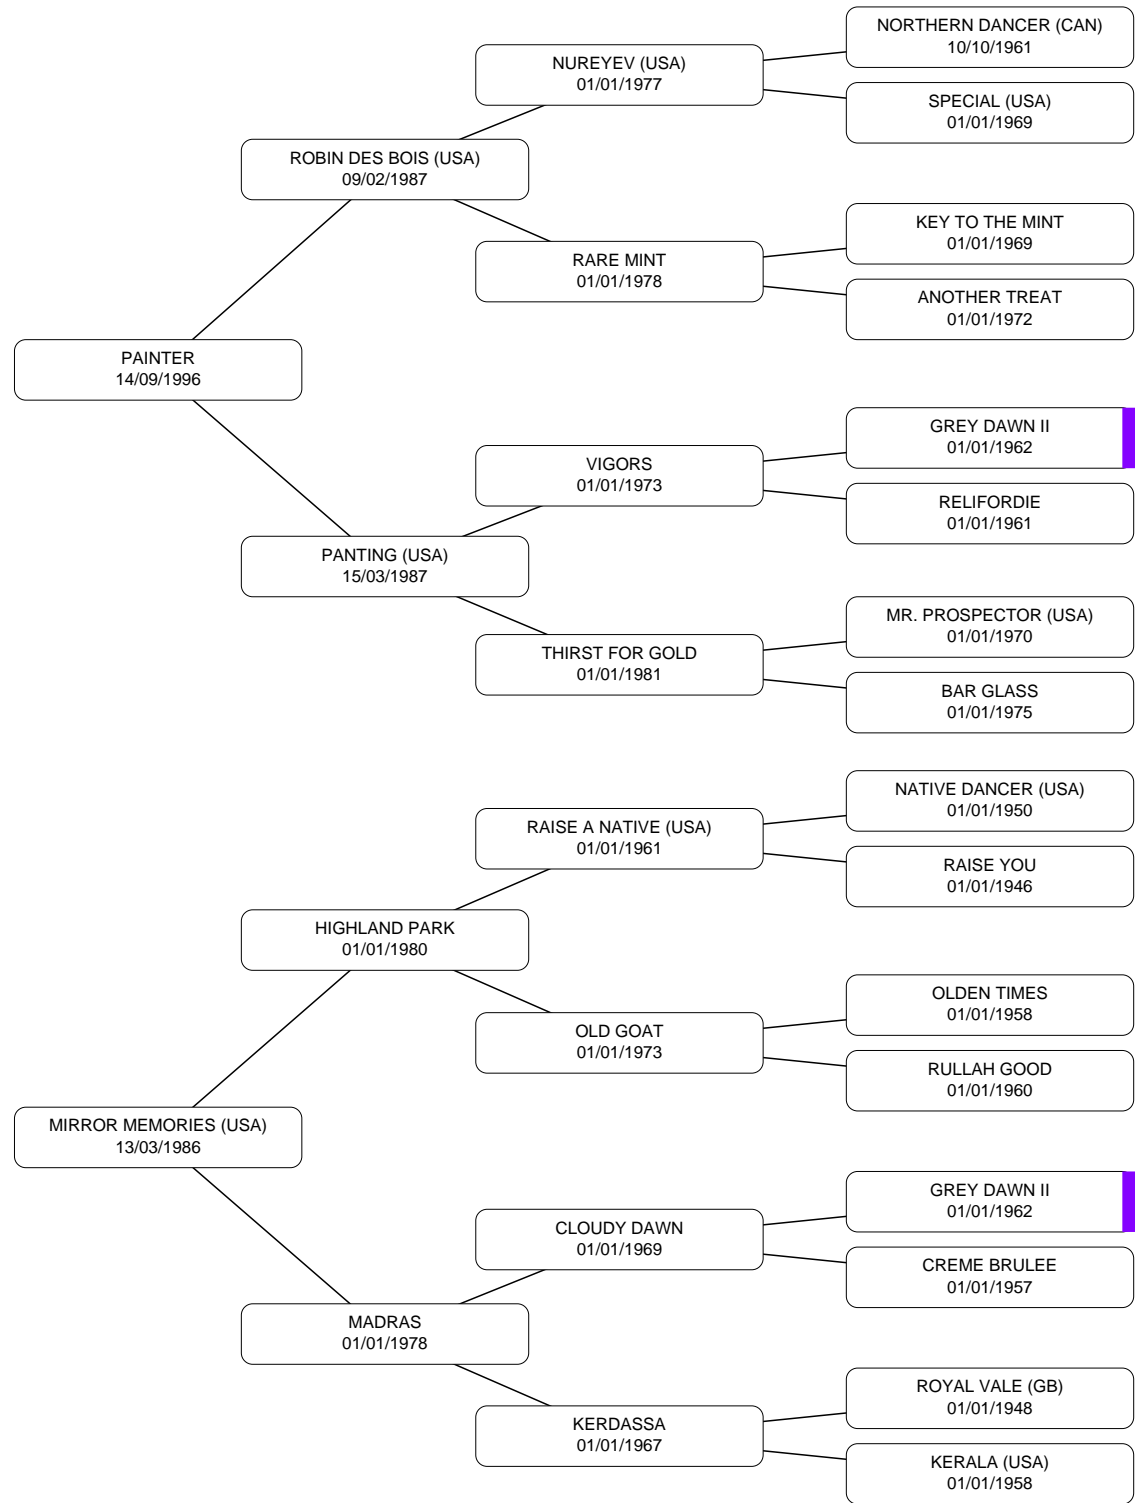 NORTHERN DANCER (CAN)
10/10/1961
NUREYEV (USA)
01/01/1977
SPECIAL (USA)
01/01/1969
ROBIN DES BOIS (USA)
09/02/1987
KEY TO THE MINT
01/01/1969
RARE MINT
01/01/1978
ANOTHER TREAT
01/01/1972
PAINTER
14/09/1996
GREY DAWN II
01/01/1962
VIGORS
01/01/1973
RELIFORDIE
01/01/1961
PANTING (USA)
15/03/1987
MR. PROSPECTOR (USA)
01/01/1970
THIRST FOR GOLD
01/01/1981
BAR GLASS
01/01/1975
NATIVE DANCER (USA)
01/01/1950
RAISE A NATIVE (USA)
01/01/1961
RAISE YOU
01/01/1946
HIGHLAND PARK
01/01/1980
OLDEN TIMES
01/01/1958
OLD GOAT
01/01/1973
RULLAH GOOD
01/01/1960
MIRROR MEMORIES (USA)
13/03/1986
GREY DAWN II
01/01/1962
CLOUDY DAWN
01/01/1969
CREME BRULEE
01/01/1957
MADRAS
01/01/1978
ROYAL VALE (GB)
01/01/1948
KERDASSA
01/01/1967
KERALA (USA)
01/01/1958